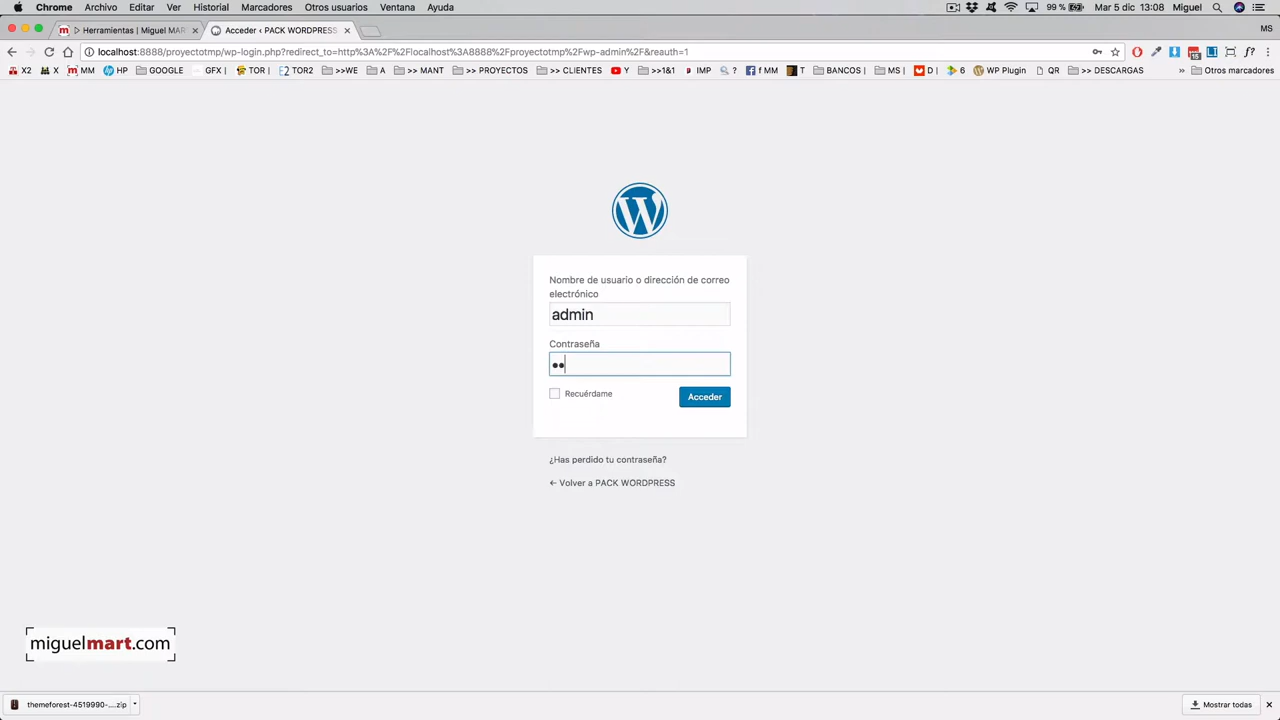 Chrome Archivo Editar Ver Historial Marcadores Otros usuarios Ventana Ayuda 99 % Mar 5 dic 13:08 Miguel
Herramientas | Miguel MAR Acceder ‹ PACK WORDPRESS MS
localhost:8888/proyectotmp/wp-login.php?redirect_to=http%3A%2F%2Flocalhost%3A8888%2Fproyectotmp%2Fwp-admin%2F&reauth=1
X2 X MM HP GOOGLE GFX | TOR | TOR2 >>WE A >> MANT >> PROYECTOS >> CLIENTES Y >>1&1 IMP ? f MM T BANCOS | MS | D | 6 WP Plugin QR >> DESCARGAS » Otros marcadores
Nombre de usuario o dirección de correo
electrónico
admin
Contraseña
Recuérdame Acceder
¿Has perdido tu contraseña?
← Volver a PACK WORDPRESS
miguelmart.com
themeforest-4519990-....zip Mostrar todas